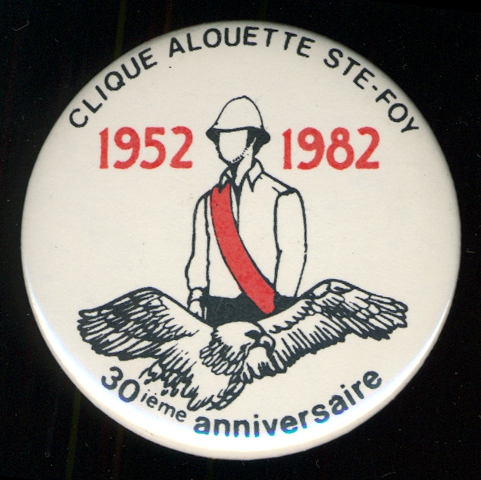 CLIQUE ALOUETTE STE-FOY
1952 1982
30ième anniversaire